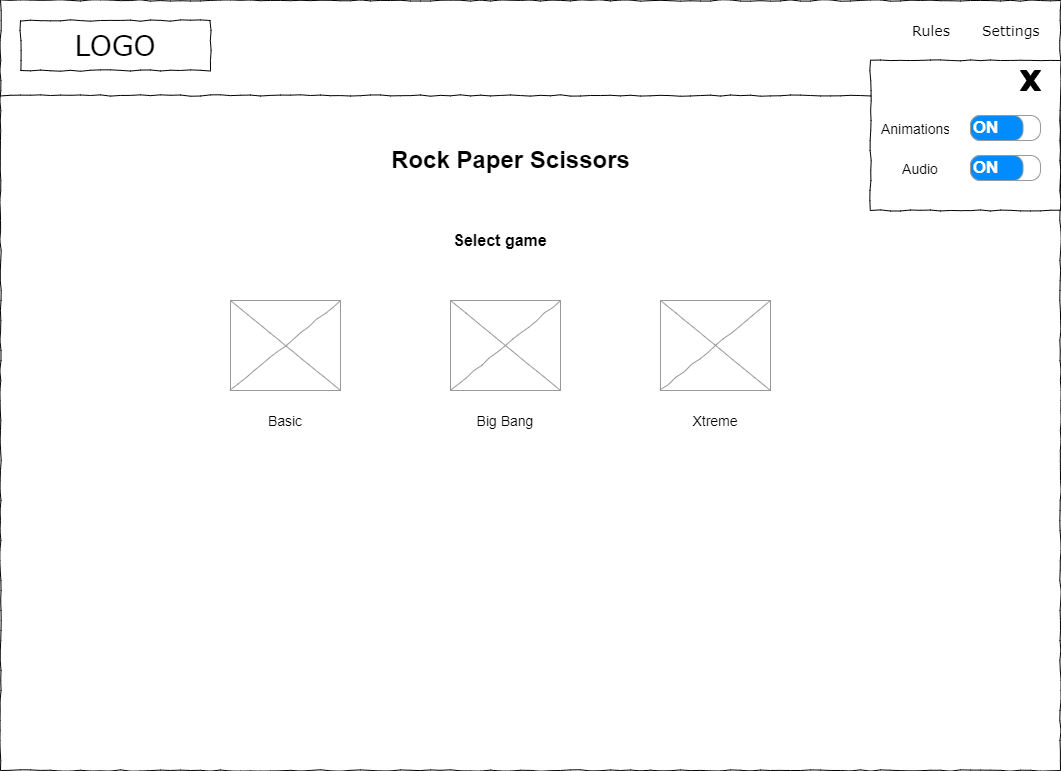 LOGO
Rules Settings
X
Animations ON
Audio ON
Rock Paper Scissors
Select game
Basic Big Bang Xtreme